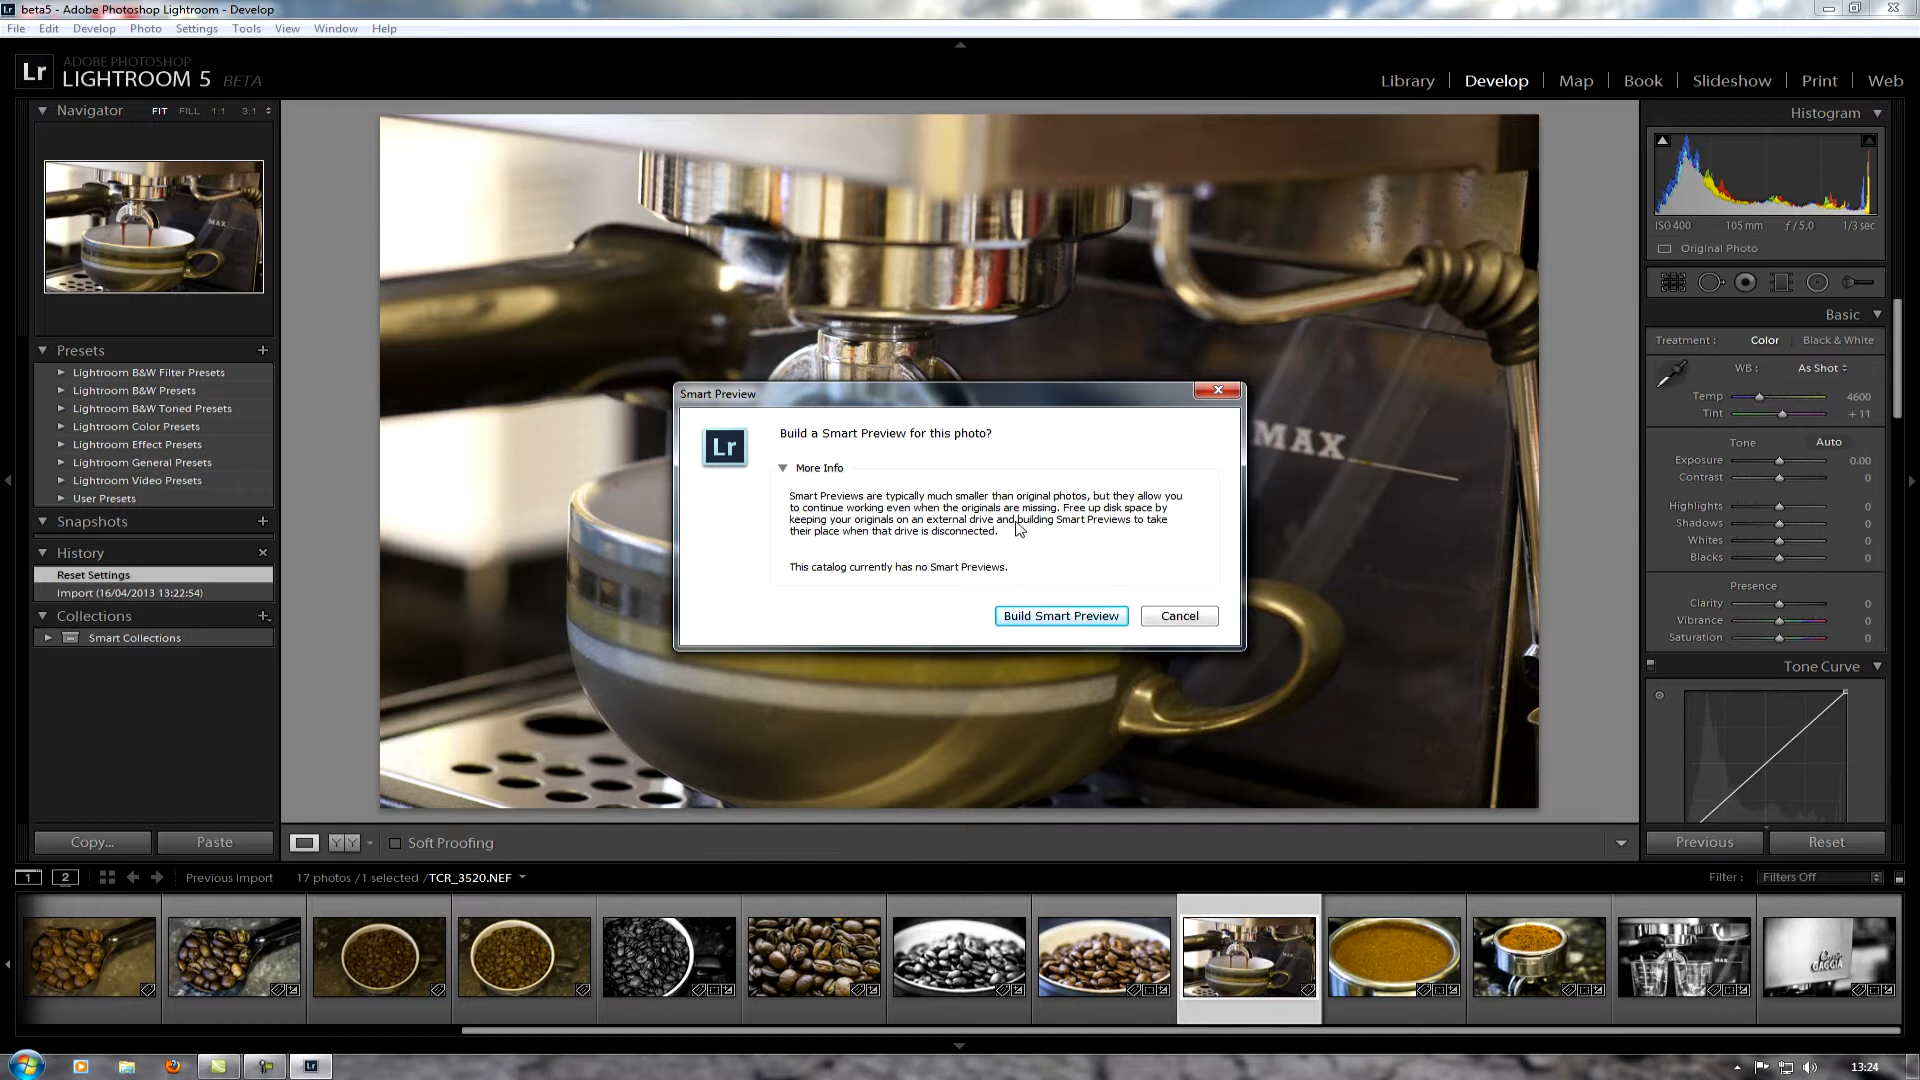 beta5 - Adobe Photoshop Lightroom - Develop
File Edit Develop Photo Settings Tools View Window Help
Lr ADOBE PHOTOSHOP
LIGHTROOM 5 BETA
Library Develop Map Book Slideshow Print Web
Navigator FIT FILL 1:1 3:1
MAX
Presets
Lightroom B&W Filter Presets
Lightroom B&W Presets
Lightroom B&W Toned Presets
Lightroom Color Presets
Lightroom Effect Presets
Lightroom General Presets
Lightroom Video Presets
User Presets
Snapshots
History
Reset Settings
Import (16/04/2013 13:22:54)
Collections
Smart Collections
Copy... Paste
MAX
Smart Preview
Lr
Build a Smart Preview for this photo?
More Info
Smart Previews are typically much smaller than original photos, but they allow you
to continue working even when the originals are missing. Free up disk space by
keeping your originals on an external drive and building Smart Previews to take
their place when that drive is disconnected.
This catalog currently has no Smart Previews.
Build Smart Preview Cancel
Soft Proofing
Histogram
ISO 400 105 mm ƒ / 5.0 1/3 sec
Original Photo
Basic
Treatment : Color Black & White
WB : As Shot
Temp 4600
Tint + 11
Tone Auto
Exposure 0.00
Contrast 0
Highlights 0
Shadows 0
Whites 0
Blacks 0
Presence
Clarity 0
Vibrance 0
Saturation 0
Tone Curve
Previous Reset
1 2 Previous Import 17 photos / 1 selected / TCR_3520.NEF Filter : Filters Off
GAGGIA
Lr 13:24